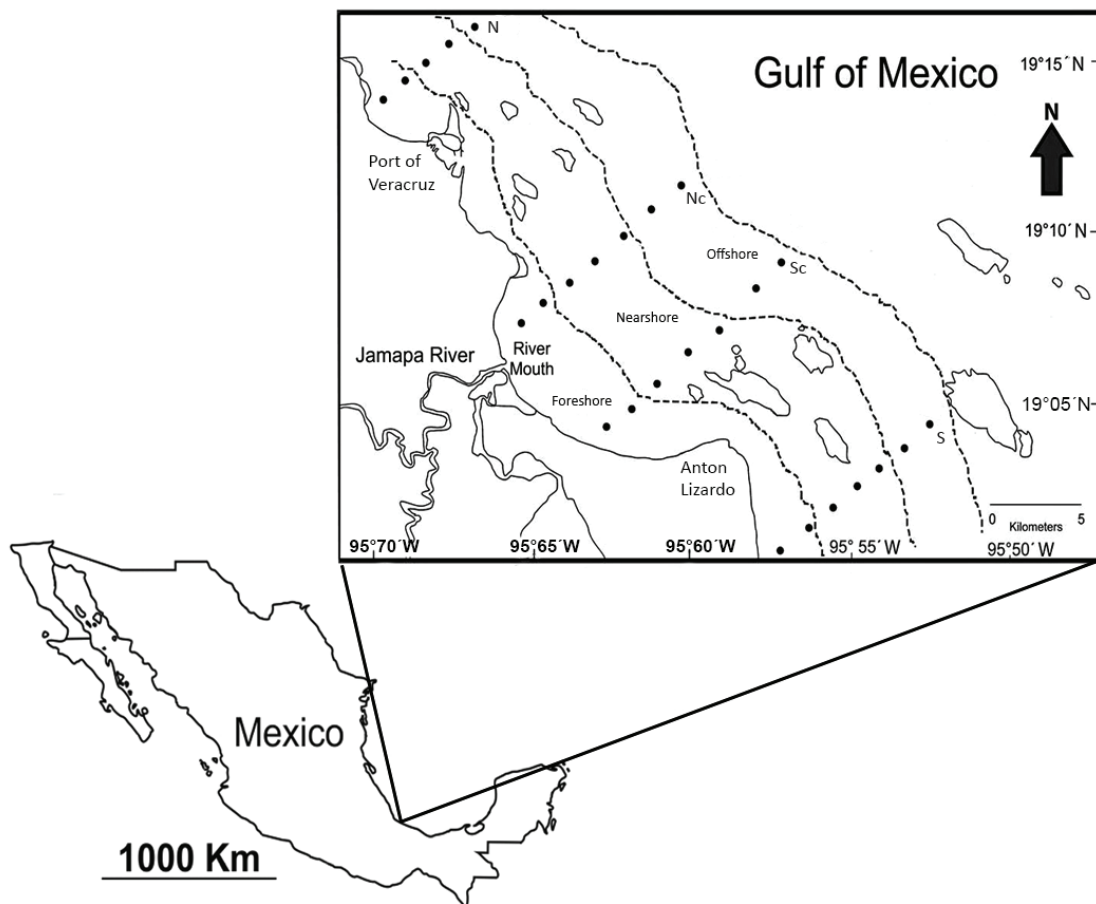 N
Gulf of Mexico
19°15´N
N
Port of
Veracruz
Nc
19°10´N
Offshore
Sc
Nearshore
Jamapa River
River
Mouth
Foreshore
19°05´N
S
Anton
Lizardo
0 5
Kilometers
95°70´W 95°65´W 95°60´W 95°55´W 95°50´W
Mexico
1000 Km